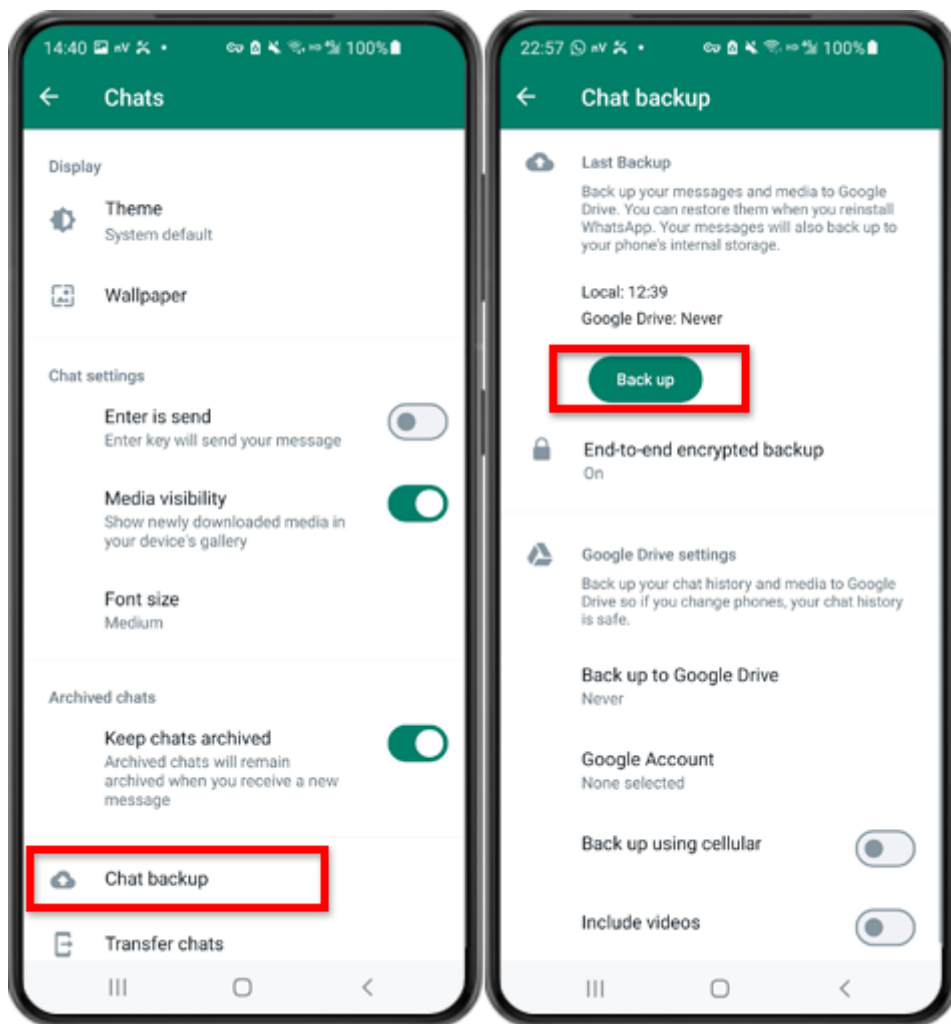 14:40
100%
Chats
Display
Theme
System default
Wallpaper
Chat settings
Enter is send
Enter key will send your message
Media visibility
Show newly downloaded media in
your device's gallery
Font size
Medium
Archived chats
Keep chats archived
Archived chats will remain
archived when you receive a new
message
Chat backup
Transfer chats
22:57
100%
Chat backup
Last Backup
Back up your messages and media to Google
Drive. You can restore them when you reinstall
WhatsApp. Your messages will also back up to
your phone's internal storage.
Local: 12:39
Google Drive: Never
Back up
End-to-end encrypted backup
On
Google Drive settings
Back up your chat history and media to Google
Drive so if you change phones, your chat history
is safe.
Back up to Google Drive
Never
Google Account
None selected
Back up using cellular
Include videos